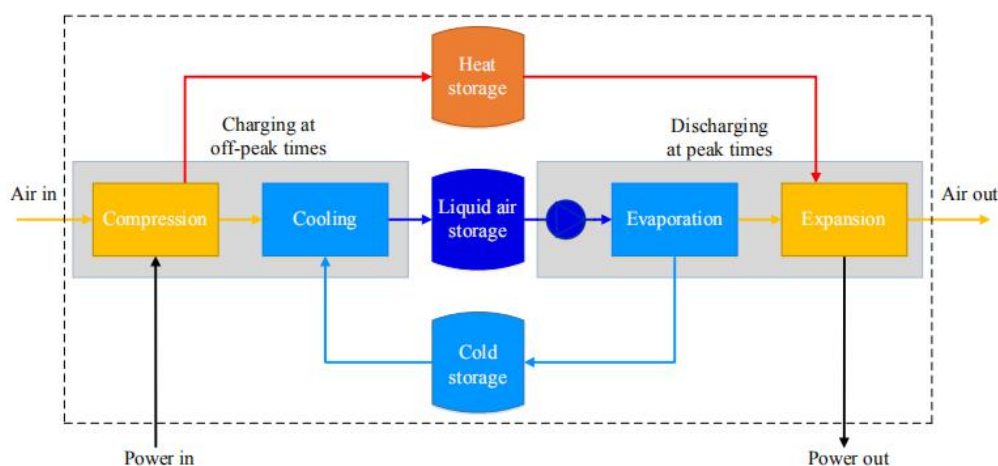 Heat
storage
Charging at
off-peak times
Discharging
at peak times
Air in
Compression
Cooling
Liquid air
storage
Evaporation
Expansion
Air out
Cold
storage
Power in
Power out